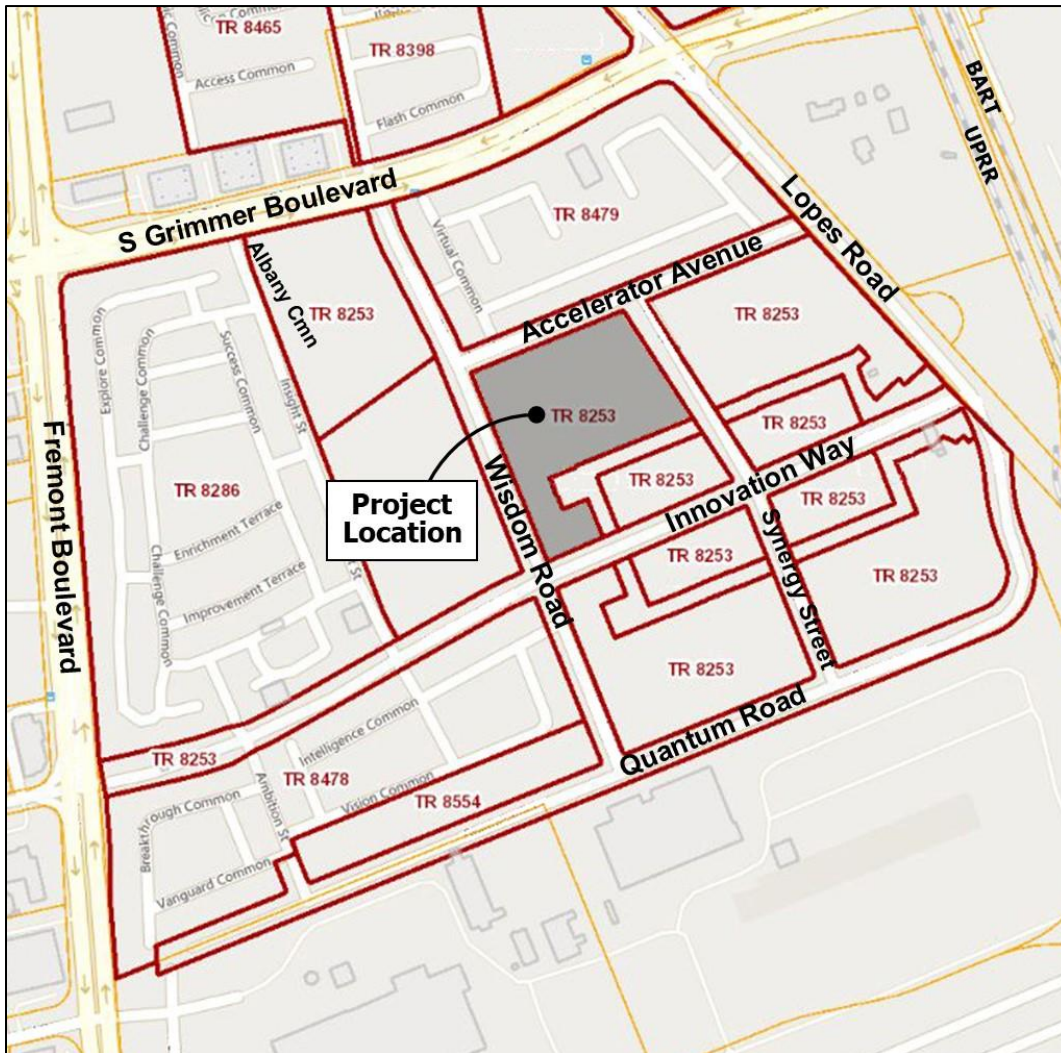 TR 8465
TR 8398
Access Common
Flash Common
BART
UPRR
S Grimmer Boulevard
TR 8479
Lopes Road
Virtual Common
Albany Cmn
Accelerator Avenue
TR 8253
TR 8253
Explore Common
Challenge Common
Success Common
Insight St
TR 8253
TR 8253
Fremont Boulevard
TR 8286
Project
Location
Wisdom Road
TR 8253
Innovation Way
TR 8253
Enrichment Terrace
Improvement Terrace
Challenge Common
TR 8253
Synergy Street
TR 8253
TR 8253
Quantum Road
TR 8253
TR 8478
Intelligence Common
Vision Common
TR 8554
Ambition St
Breakthrough Common
Vanguard Common